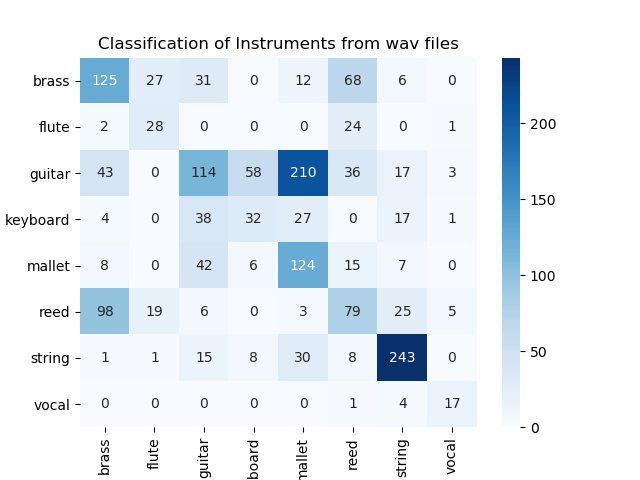 Classification of Instruments from wav files
brass 125 27 31 0 12 68 6 0
flute 2 28 0 0 0 24 0 1
guitar 43 0 114 58 210 36 17 3
keyboard 4 0 38 32 27 0 17 1
mallet 8 0 42 6 124 15 7 0
reed 98 19 6 0 3 79 25 5
string 1 1 15 8 30 8 243 0
vocal 0 0 0 0 0 1 4 17
brass flute guitar board mallet reed string vocal
200
150
100
50
0